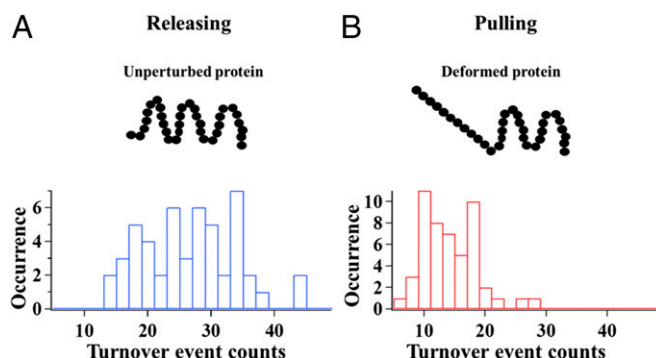 A
Releasing
Unperturbed protein
Occurrence
6
4
2
0
10 20 30 40
Turnover event counts
B
Pulling
Deformed protein
Occurrence
10
8
6
4
2
0
10 20 30 40
Turnover event counts